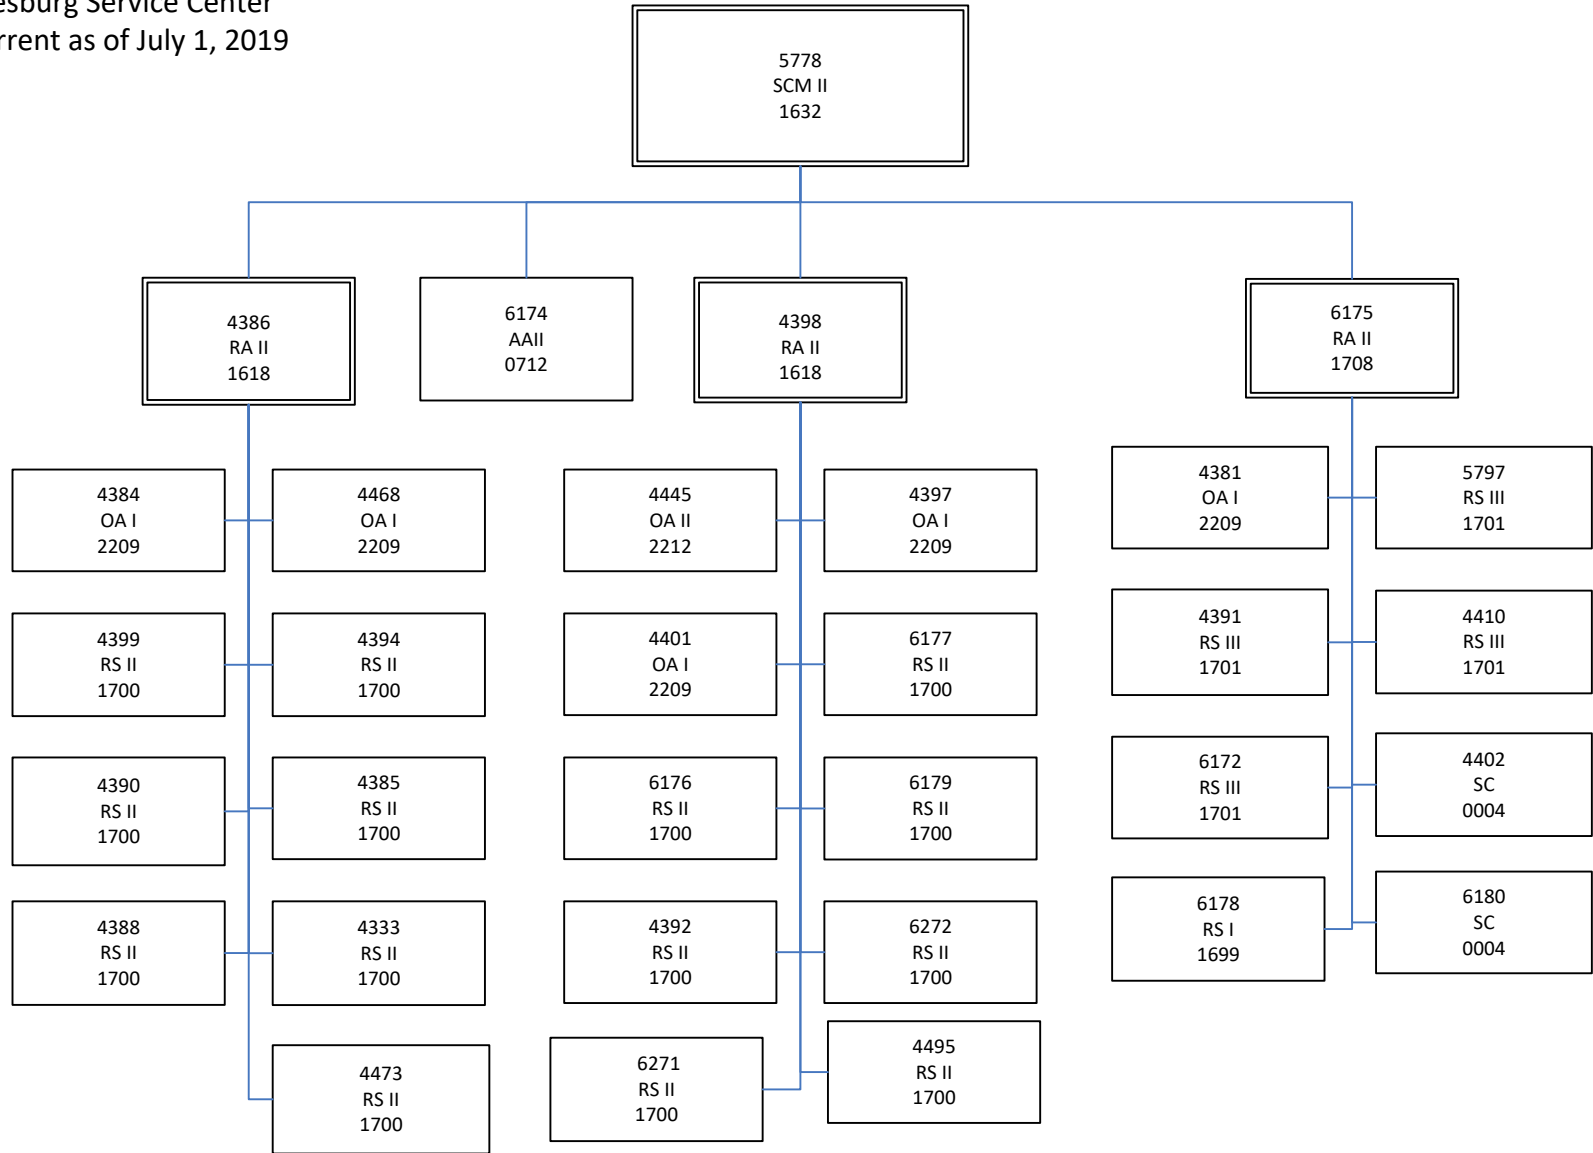 Service Center
as of July 1, 2019
5778
SCM II
1632
4386
RA II
1618
6174
AAII
0712
4398
RA II
1618
6175
RA II
1708
4384
OA I
2209
4468
OA I
2209
4445
OA II
2212
4397
OA I
2209
4381
OA I
2209
5797
RS III
1701
4399
RS II
1700
4394
RS II
1700
4401
OA I
2209
6177
RS II
1700
4391
RS III
1701
4410
RS III
1701
4390
RS II
1700
4385
RS II
1700
6176
RS II
1700
6179
RS II
1700
6172
RS III
1701
4402
SC
0004
4388
RS II
1700
4333
RS II
1700
4392
RS II
1700
6272
RS II
1700
6178
RS I
1699
6180
SC
0004
4473
RS II
1700
6271
RS II
1700
4495
RS II
1700